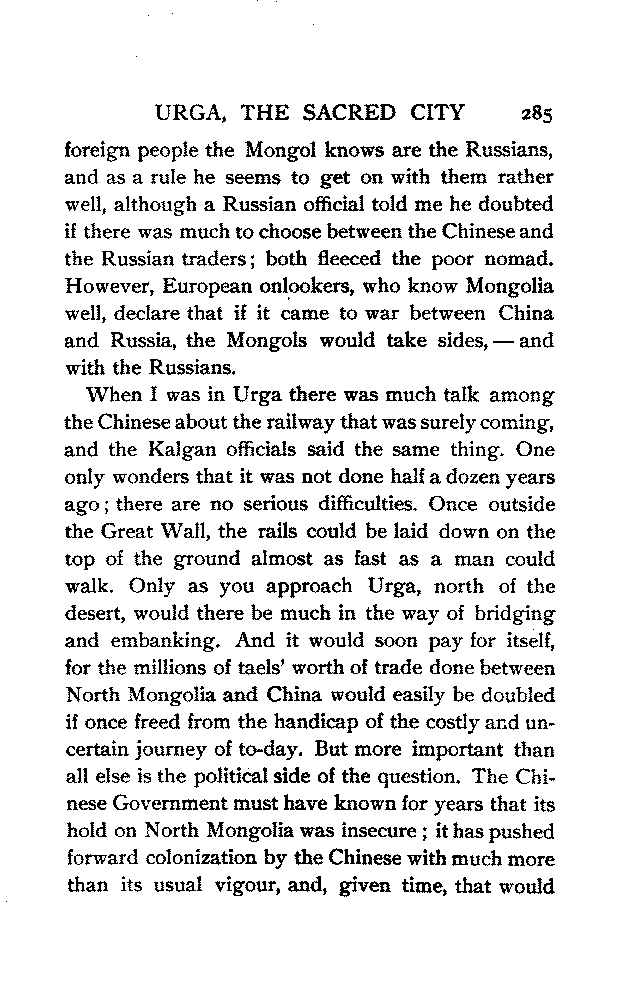 URGA, THE SACRED CITY 285
foreign people the Mongol knows are the Russians,
and as a rule he seems to get on with them rather
well, although a Russian official told me he doubted
if there was much to choose between the Chinese and
the Russian traders; both fleeced the poor nomad.
However, European onlookers, who know Mongolia
well, declare that if it came to war between China
and Russia, the Mongols would take sides, — and
with the Russians.
When I was in Urga there was much talk among
the Chinese about the railway that was surely coming,
and the Kalgan officials said the same thing. One
only wonders that it was not done half a dozen years
ago; there are no serious difficulties. Once outside
the Great Wall, the rails could be laid down on the
top of the ground almost as fast as a man could
walk. Only as you approach Urga, north of the
desert, would there be much in the way of bridging
and embanking. And it would soon pay for itself,
for the millions of taels' worth of trade done between
North Mongolia and China would easily be doubled
if once freed from the handicap of the costly and un-
certain journey of to-day. But more important than
all else is the political side of the question. The Chi-
nese Government must have known for years that its
hold on North Mongolia was insecure; it has pushed
forward colonization by the Chinese with much more
than its usual vigour, and, given time, that would